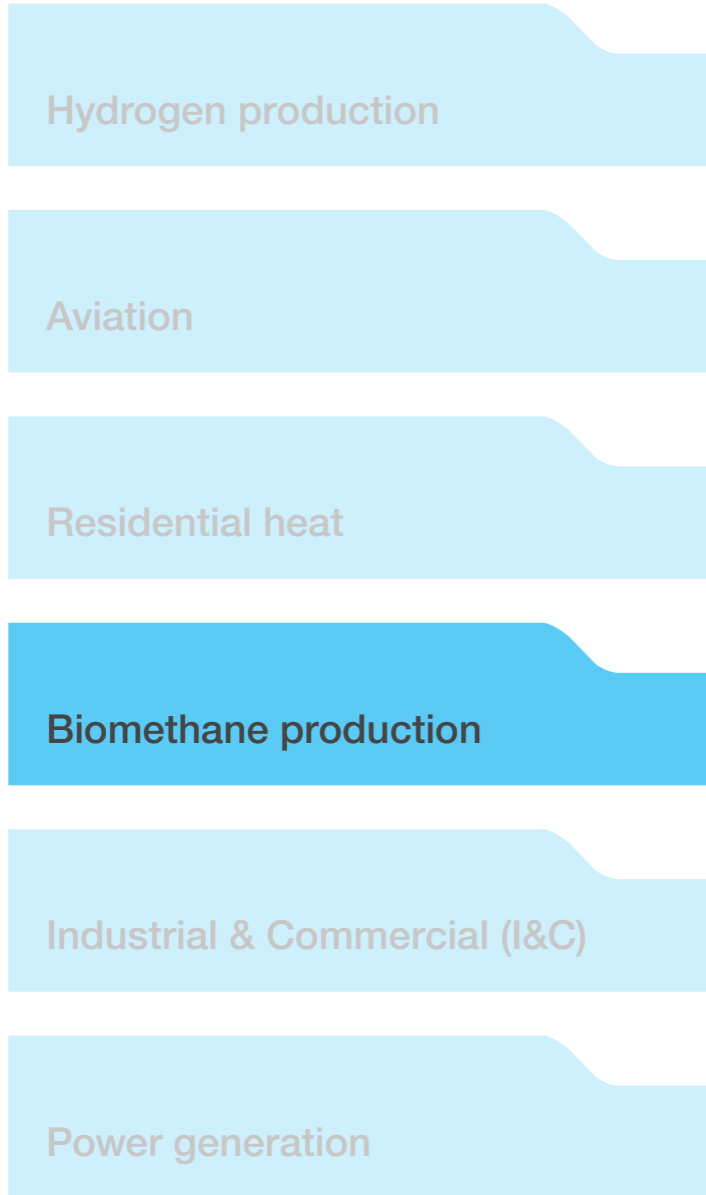 Hydrogen production
Aviation
Residential heat
Biomethane production
Industrial & Commercial (I&C)
Power generation